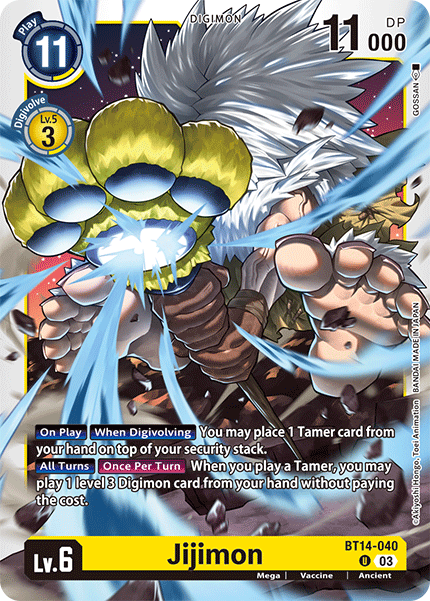 Play
11
DIGIMON
11000
DP
Digivolve
Lv.5
3
GOSSAN
On Play When Digivolving You may place 1 Tamer card from
your hand on top of your security stack.
All Turns Once Per Turn When you play a Tamer, you may
play 1 level 3 Digimon card from your hand without paying
the cost.
©Akiyoshi Hongo, Toei Animation BANDAI MADE IN JAPAN
Lv.6
Jijimon
BT14-040
U 03
Mega | Vaccine | Ancient